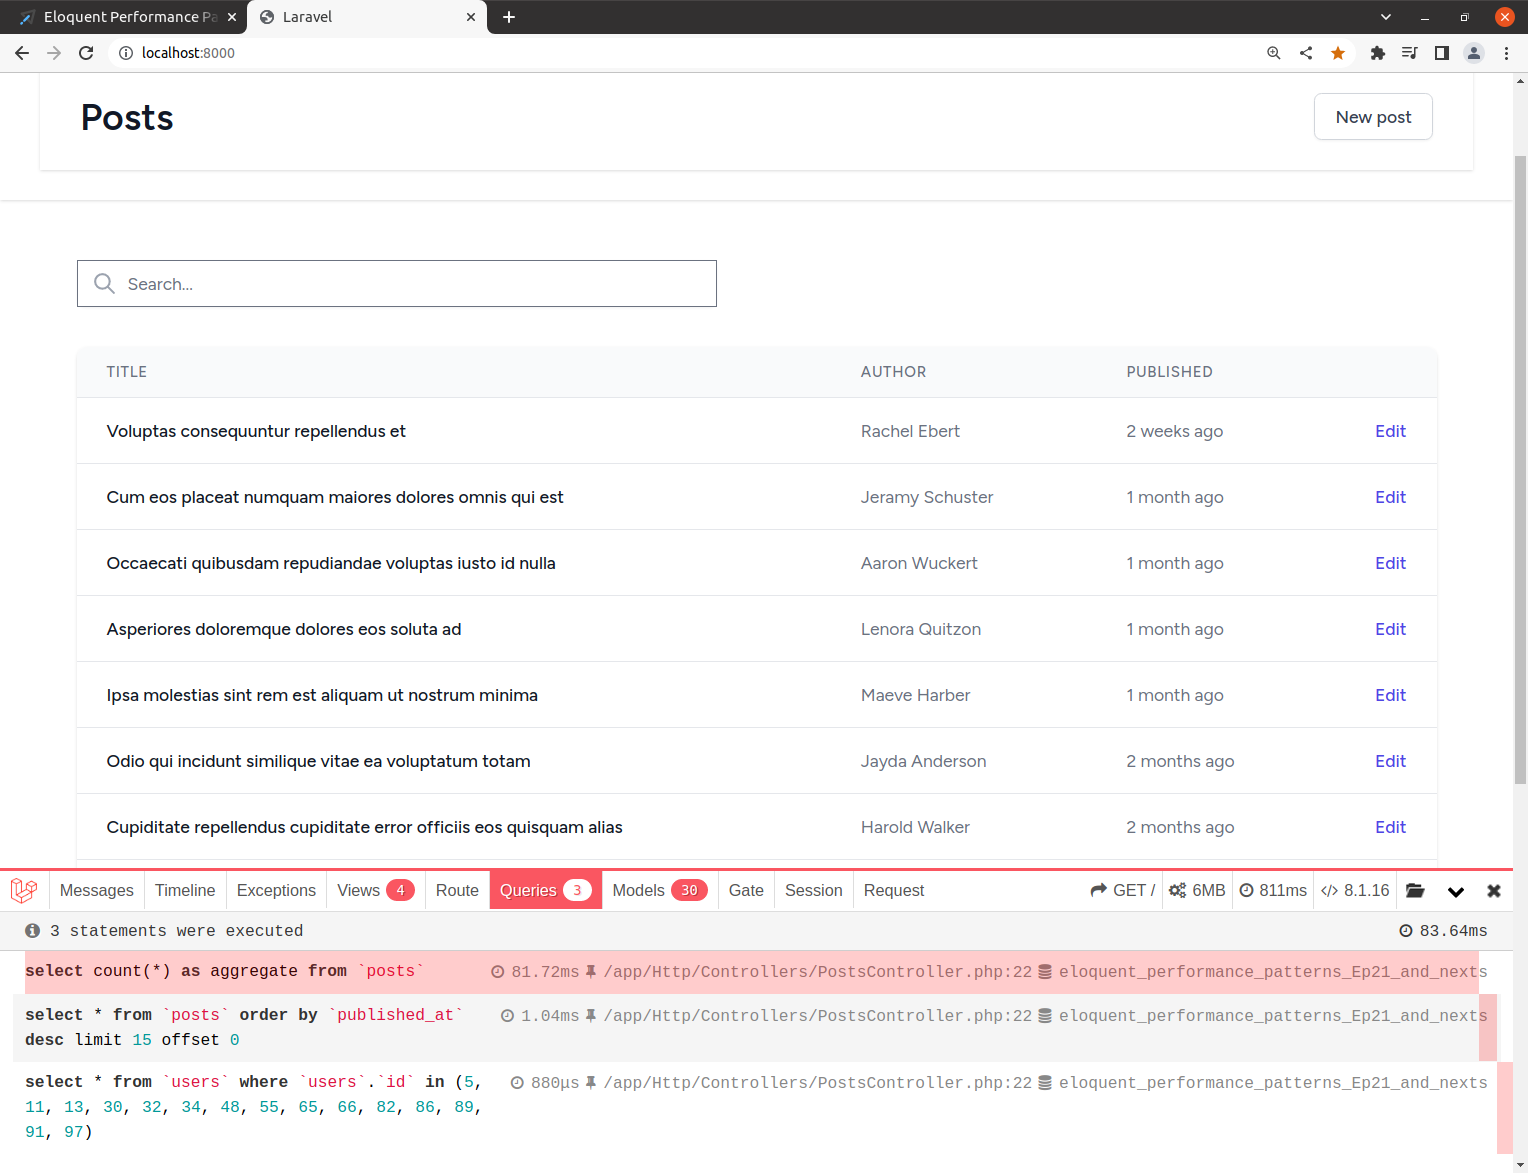 Eloquent Performance Pa
Laravel
localhost:8000
Posts
New post
Search...
TITLE AUTHOR PUBLISHED
Voluptas consequuntur repellendus et Rachel Ebert 2 weeks ago Edit
Cum eos placeat numquam maiores dolores omnis qui est Jeramy Schuster 1 month ago Edit
Occaecati quibusdam repudiandae voluptas iusto id nulla Aaron Wuckert 1 month ago Edit
Asperiores doloremque dolores eos soluta ad Lenora Quitzon 1 month ago Edit
Ipsa molestias sint rem est aliquam ut nostrum minima Maeve Harber 1 month ago Edit
Odio qui incidunt similique vitae ea voluptatum totam Jayda Anderson 2 months ago Edit
Cupiditate repellendus cupiditate error officiis eos quisquam alias Harold Walker 2 months ago Edit
Messages Timeline Exceptions Views 4 Route Queries 3 Models 30 Gate Session Request GET / 6MB 811ms </> 8.1.16
3 statements were executed 83.64ms
select count(*) as aggregate from `posts` 81.72ms /app/Http/Controllers/PostsController.php:22 eloquent_performance_patterns_Ep21_and_nexts
select * from `posts` order by `published_at` 1.04ms /app/Http/Controllers/PostsController.php:22 eloquent_performance_patterns_Ep21_and_nexts
desc limit 15 offset 0
select * from `users` where `users`.`id` in (5, 880μs /app/Http/Controllers/PostsController.php:22 eloquent_performance_patterns_Ep21_and_nexts
11, 13, 30, 32, 34, 48, 55, 65, 66, 82, 86, 89,
91, 97)